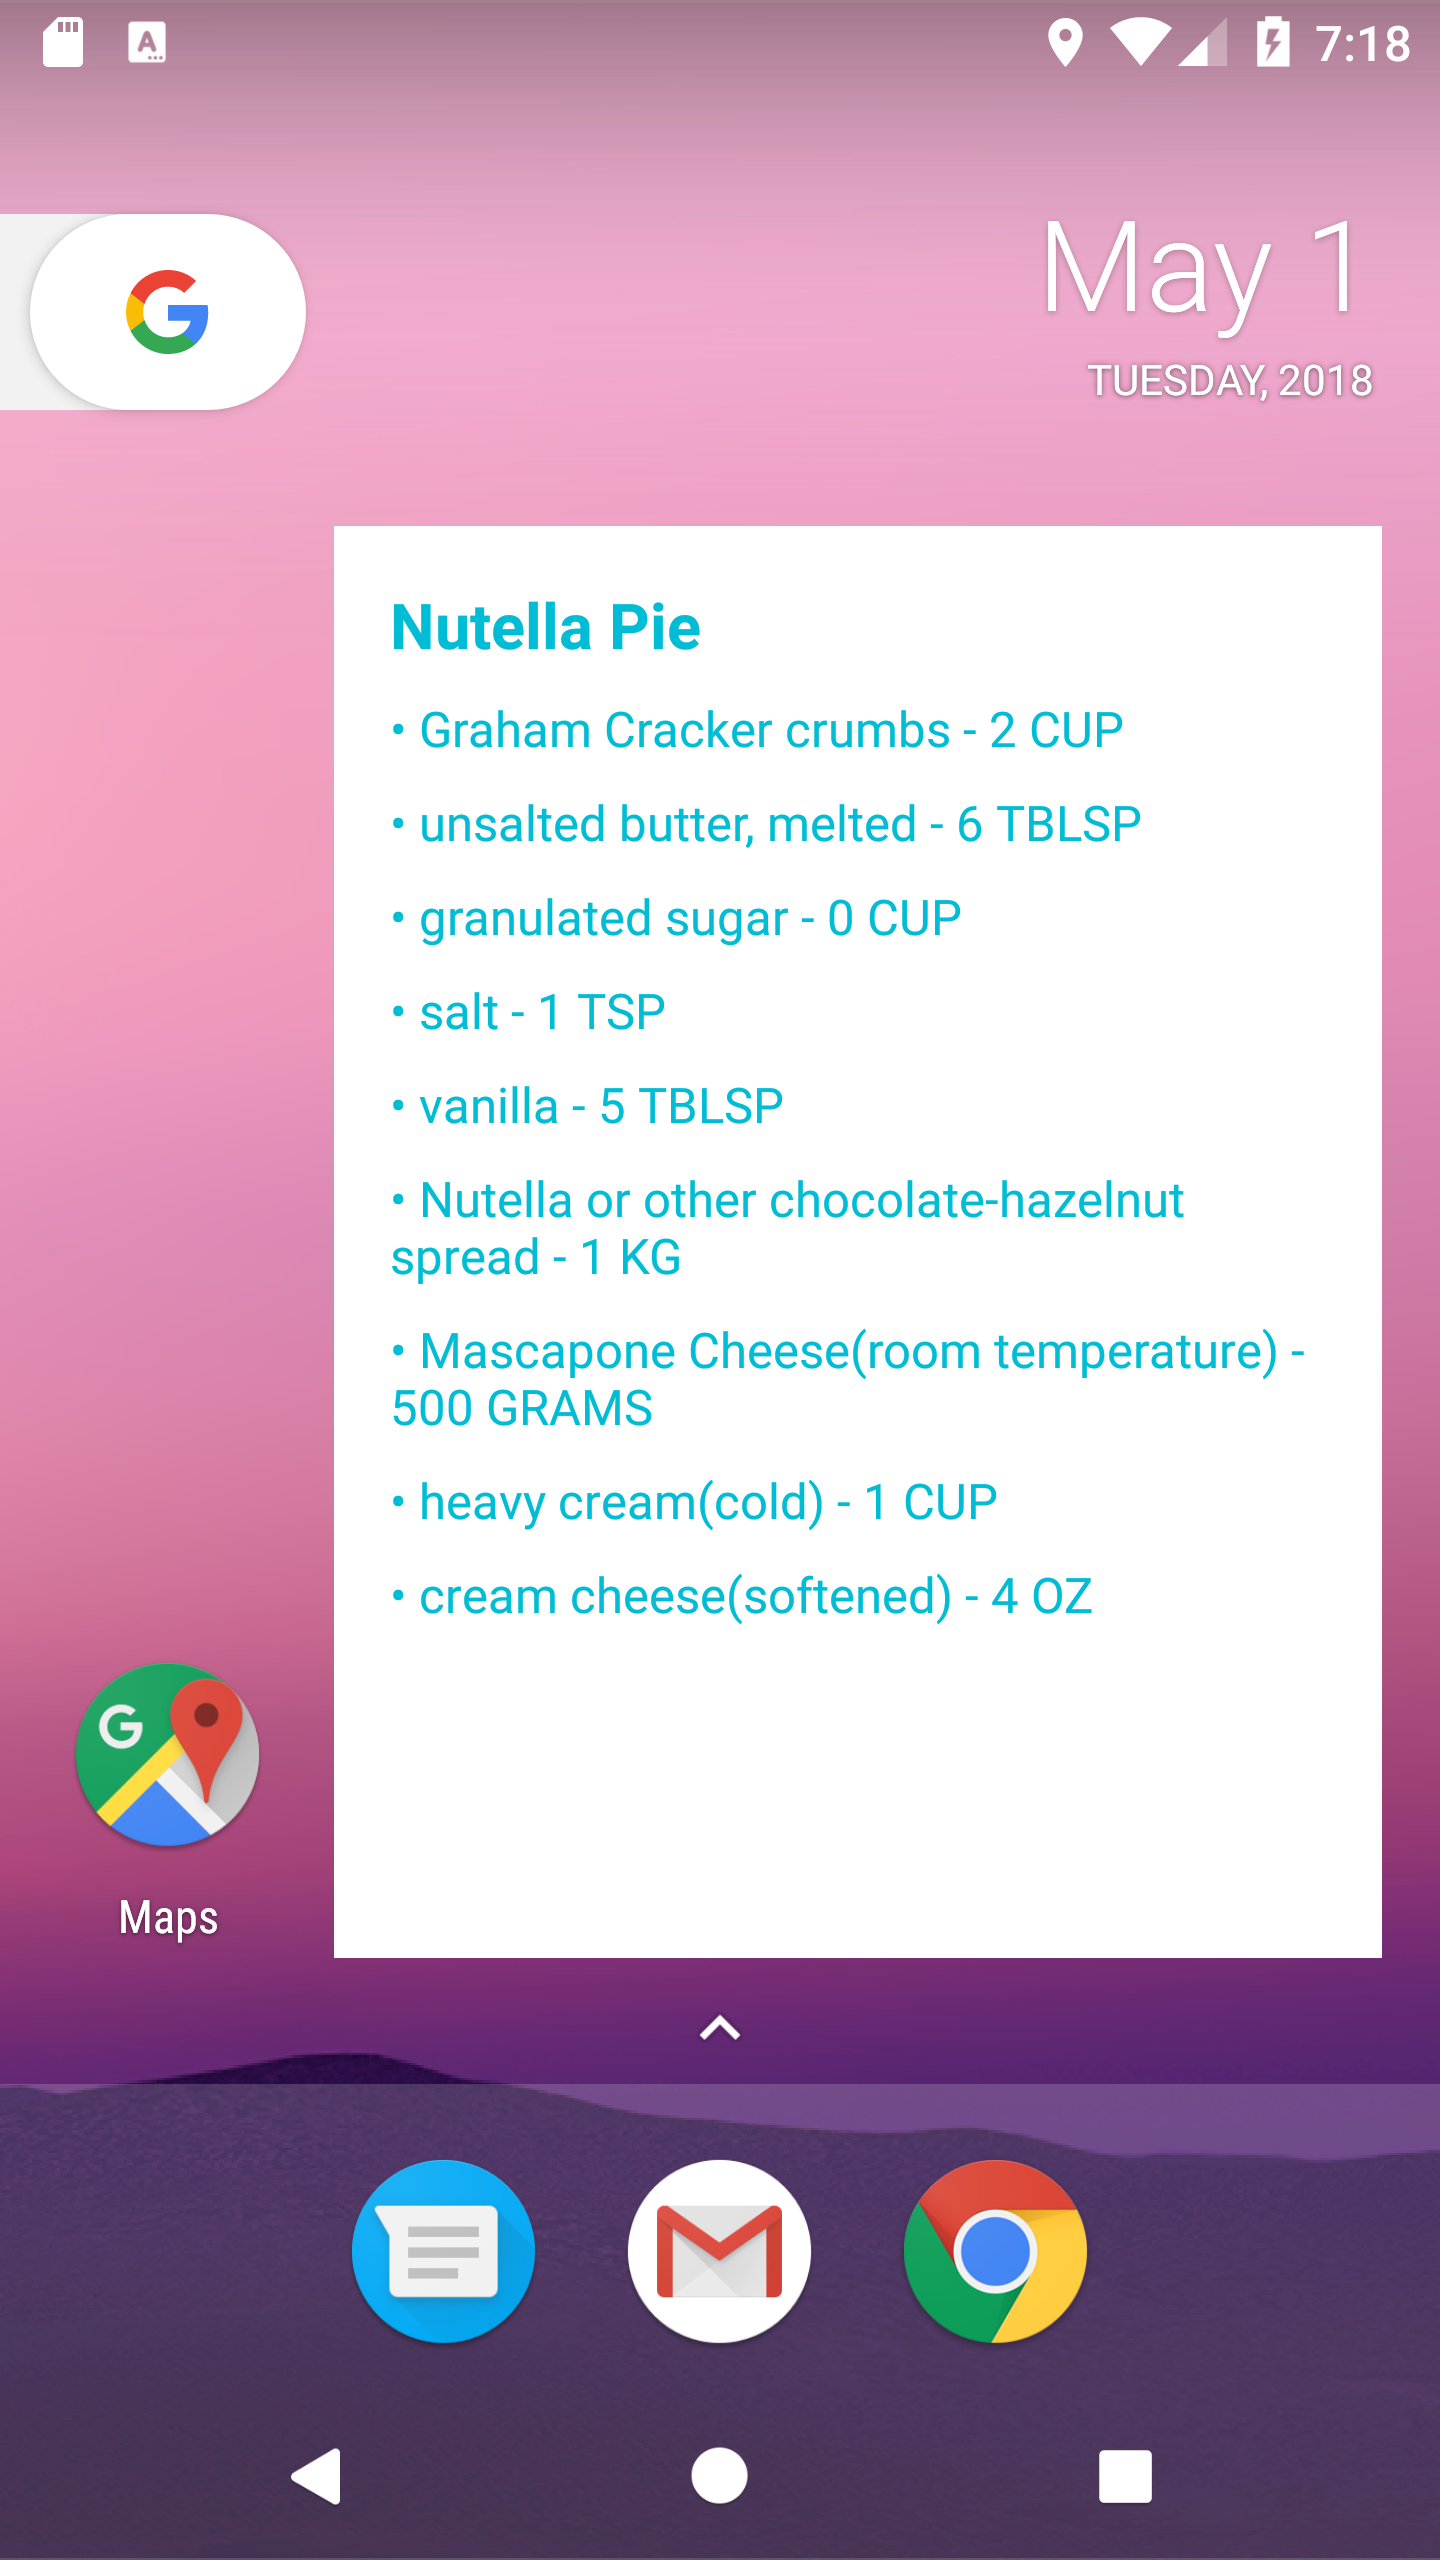 7:18
May 1
TUESDAY, 2018
Nutella Pie
• Graham Cracker crumbs - 2 CUP
• unsalted butter, melted - 6 TBLSP
• granulated sugar - 0 CUP
• salt - 1 TSP
• vanilla - 5 TBLSP
• Nutella or other chocolate-hazelnut
spread - 1 KG
• Mascapone Cheese(room temperature) -
500 GRAMS
• heavy cream(cold) - 1 CUP
• cream cheese(softened) - 4 OZ
Maps